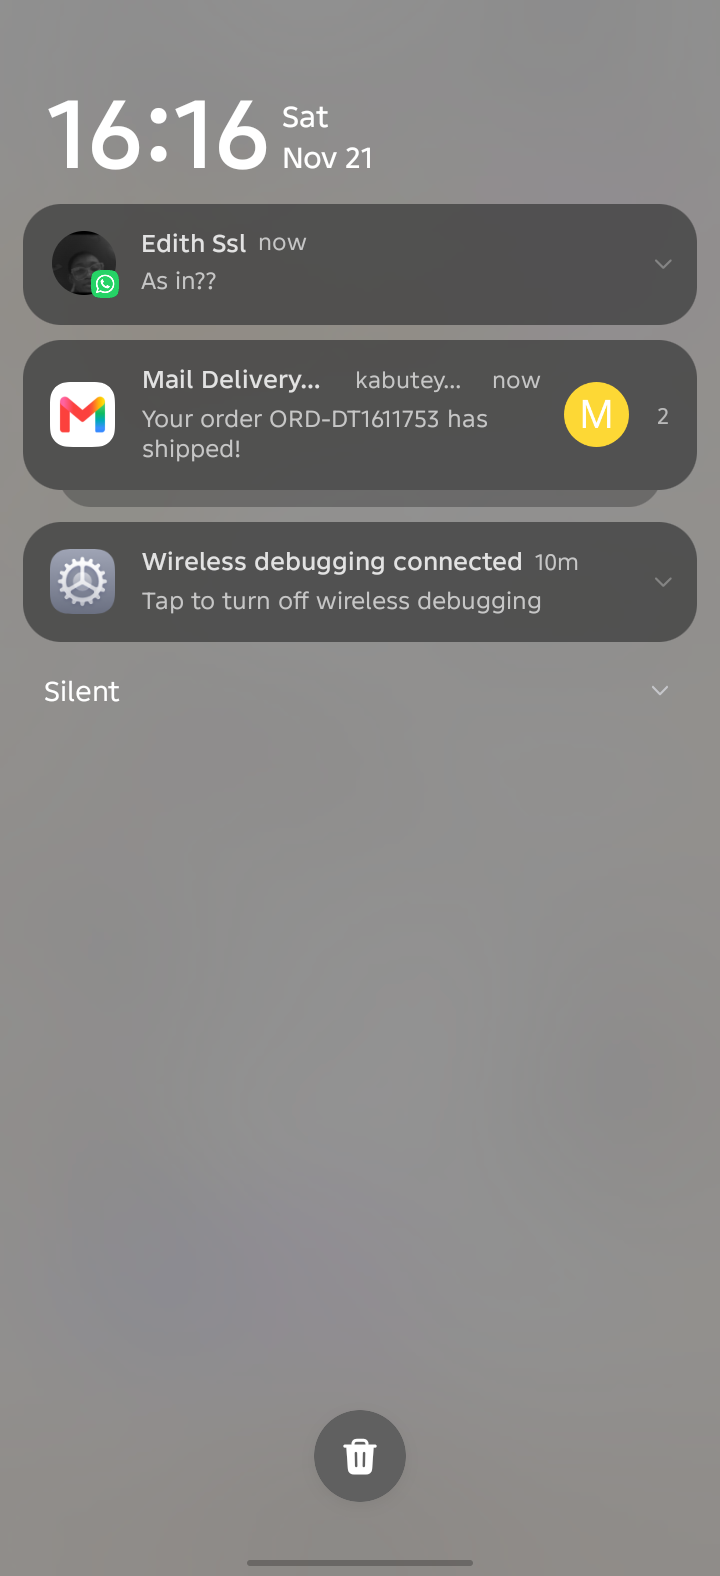 16:16
Sat
Nov 21
Edith Ssl now
As in??
Mail Delivery... kabutey... now
Your order ORD-DT1611753 has
shipped!
M
2
Wireless debugging connected 10m
Tap to turn off wireless debugging
Silent